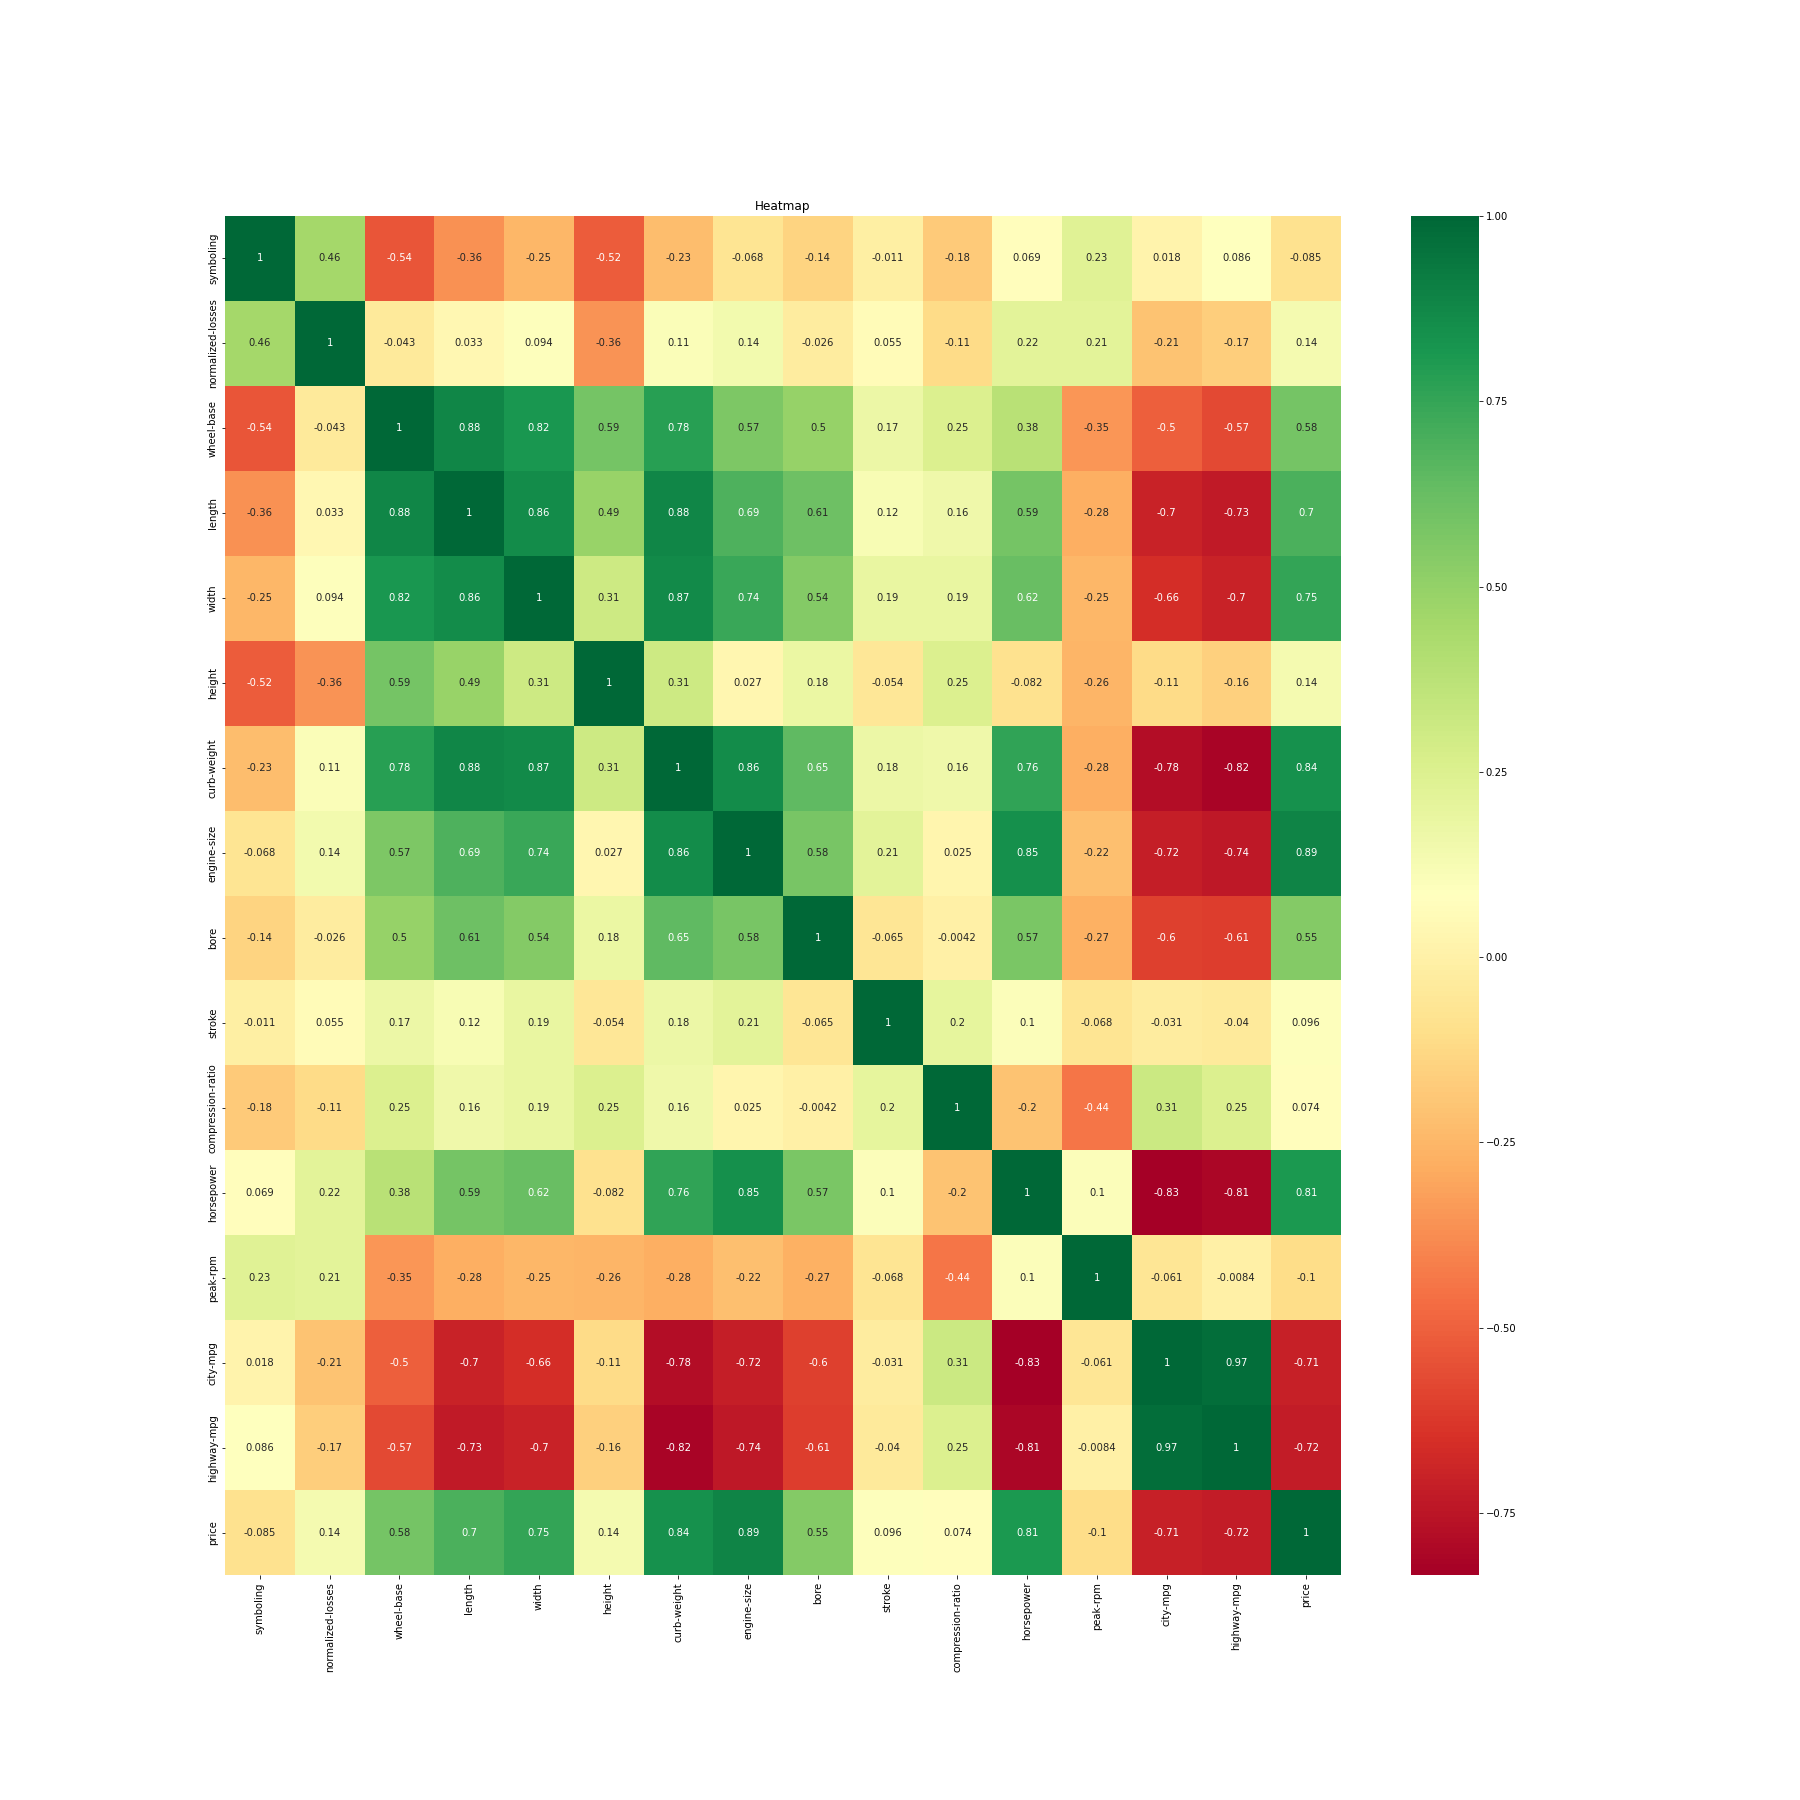 Heatmap
symboling 1 0.46 -0.54 -0.36 -0.25 -0.52 -0.23 -0.068 -0.14 -0.011 -0.18 0.069 0.23 0.018 0.086 -0.085
normalized-losses 0.46 1 -0.043 0.033 0.094 -0.36 0.11 0.14 -0.026 0.055 -0.11 0.22 0.21 -0.21 -0.17 0.14
wheel-base -0.54 -0.043 1 0.88 0.82 0.59 0.78 0.57 0.5 0.17 0.25 0.38 -0.35 -0.5 -0.57 0.58
length -0.36 0.033 0.88 1 0.86 0.49 0.88 0.69 0.61 0.12 0.16 0.59 -0.28 -0.7 -0.73 0.7
width -0.25 0.094 0.82 0.86 1 0.31 0.87 0.74 0.54 0.19 0.19 0.62 -0.25 -0.66 -0.7 0.75
height -0.52 -0.36 0.59 0.49 0.31 1 0.31 0.027 0.18 -0.054 0.25 -0.082 -0.26 -0.11 -0.16 0.14
curb-weight -0.23 0.11 0.78 0.88 0.87 0.31 1 0.86 0.65 0.18 0.16 0.76 -0.28 -0.78 -0.82 0.84
engine-size -0.068 0.14 0.57 0.69 0.74 0.027 0.86 1 0.58 0.21 0.025 0.85 -0.22 -0.72 -0.74 0.89
bore -0.14 -0.026 0.5 0.61 0.54 0.18 0.65 0.58 1 -0.065 -0.0042 0.57 -0.27 -0.6 -0.61 0.55
stroke -0.011 0.055 0.17 0.12 0.19 -0.054 0.18 0.21 -0.065 1 0.2 0.1 -0.068 -0.031 -0.04 0.096
compression-ratio -0.18 -0.11 0.25 0.16 0.19 0.25 0.16 0.025 -0.0042 0.2 1 -0.2 -0.44 0.31 0.25 0.074
horsepower 0.069 0.22 0.38 0.59 0.62 -0.082 0.76 0.85 0.57 0.1 -0.2 1 0.1 -0.83 -0.81 0.81
peak-rpm 0.23 0.21 -0.35 -0.28 -0.25 -0.26 -0.28 -0.22 -0.27 -0.068 -0.44 0.1 1 -0.061 -0.0084 -0.1
city-mpg 0.018 -0.21 -0.5 -0.7 -0.66 -0.11 -0.78 -0.72 -0.6 -0.031 0.31 -0.83 -0.061 1 0.97 -0.71
highway-mpg 0.086 -0.17 -0.57 -0.73 -0.7 -0.16 -0.82 -0.74 -0.61 -0.04 0.25 -0.81 -0.0084 0.97 1 -0.72
price -0.085 0.14 0.58 0.7 0.75 0.14 0.84 0.89 0.55 0.096 0.074 0.81 -0.1 -0.71 -0.72 1
symboling normalized-losses wheel-base length width height curb-weight engine-size bore stroke compression-ratio horsepower peak-rpm city-mpg highway-mpg price
1.00
0.75
0.50
0.25
0.00
−0.25
−0.50
−0.75